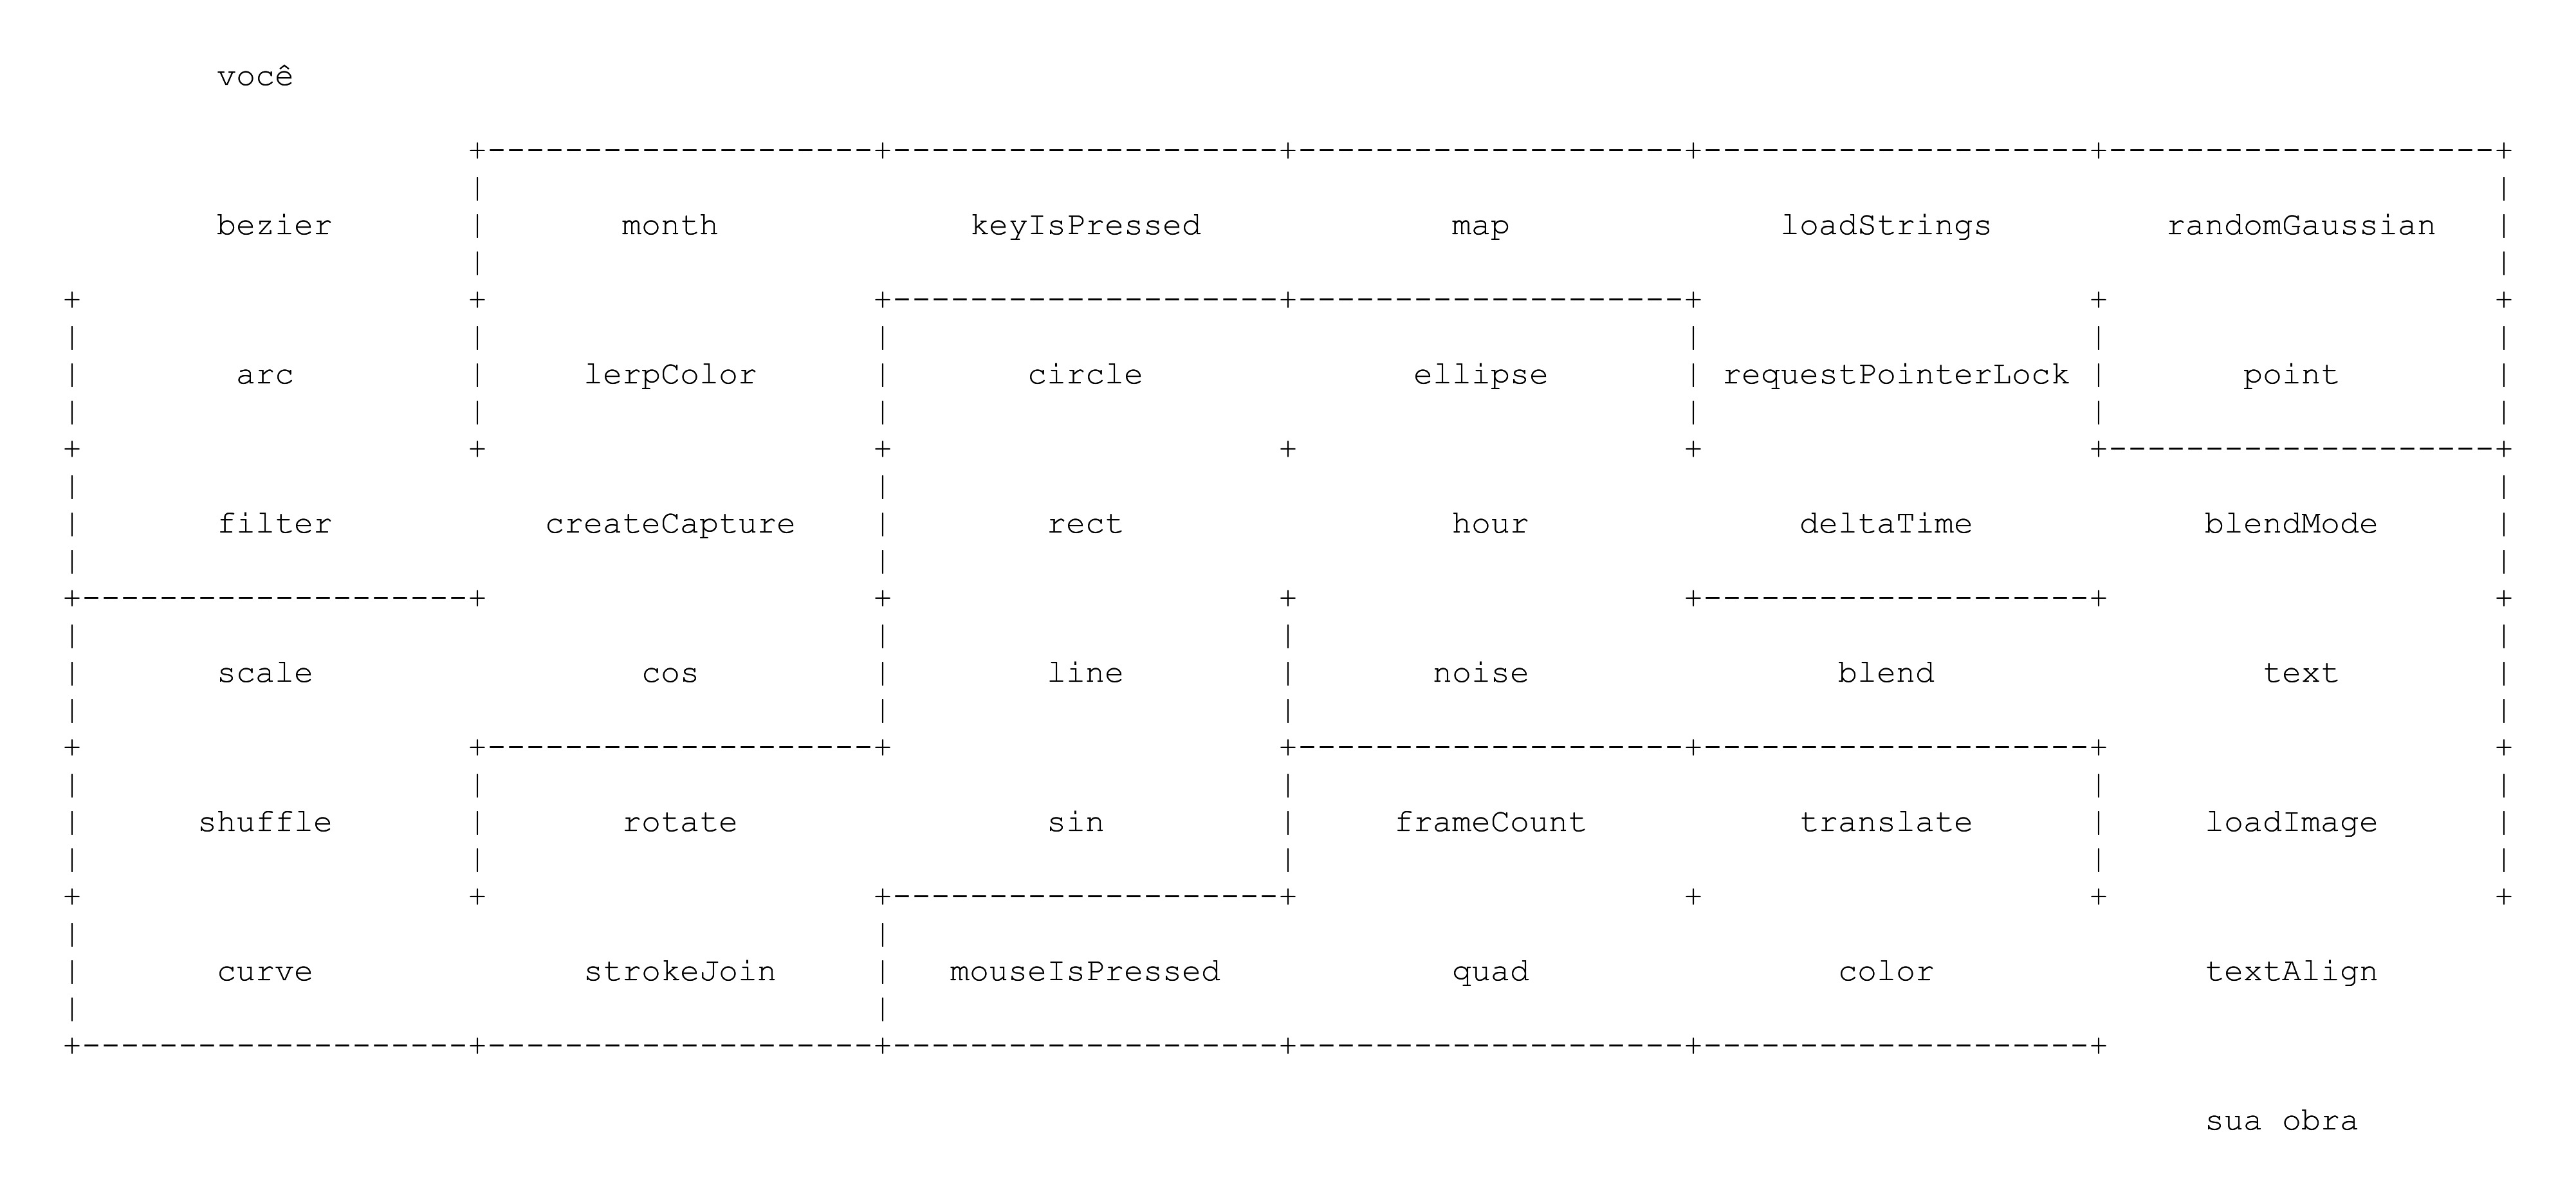 você
bezier month keyIsPressed map loadStrings randomGaussian
arc lerpColor circle ellipse requestPointerLock point
filter createCapture rect hour deltaTime blendMode
scale cos line noise blend text
shuffle rotate sin frameCount translate loadImage
curve strokeJoin mouseIsPressed quad color textAlign
sua obra